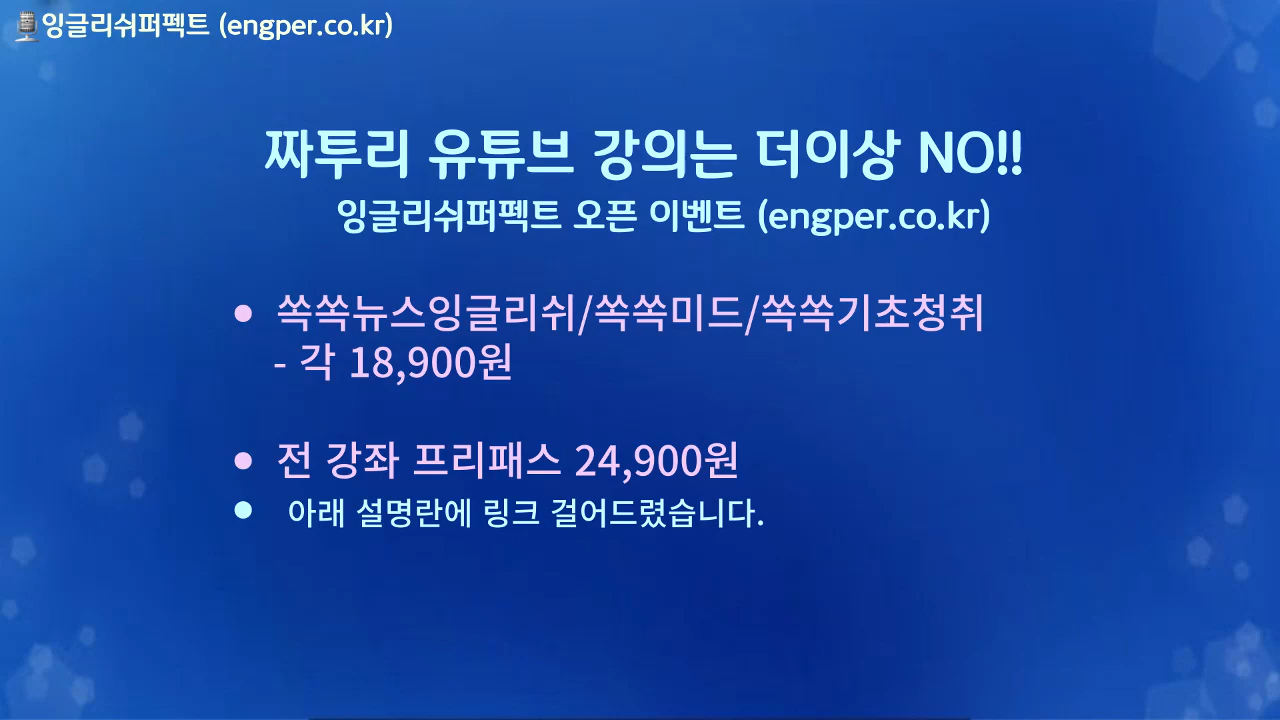 잉글리쉬퍼펙트 (engper.co.kr)
짜투리 유튜브 강의는 더이상 NO!!
잉글리쉬퍼펙트 오픈 이벤트 (engper.co.kr)
● 쏙쏙뉴스잉글리쉬/쏙쏙미드/쏙쏙기초청취
- 각 18,900원
● 전 강좌 프리패스 24,900원
● 아래 설명란에 링크 걸어드렸습니다.